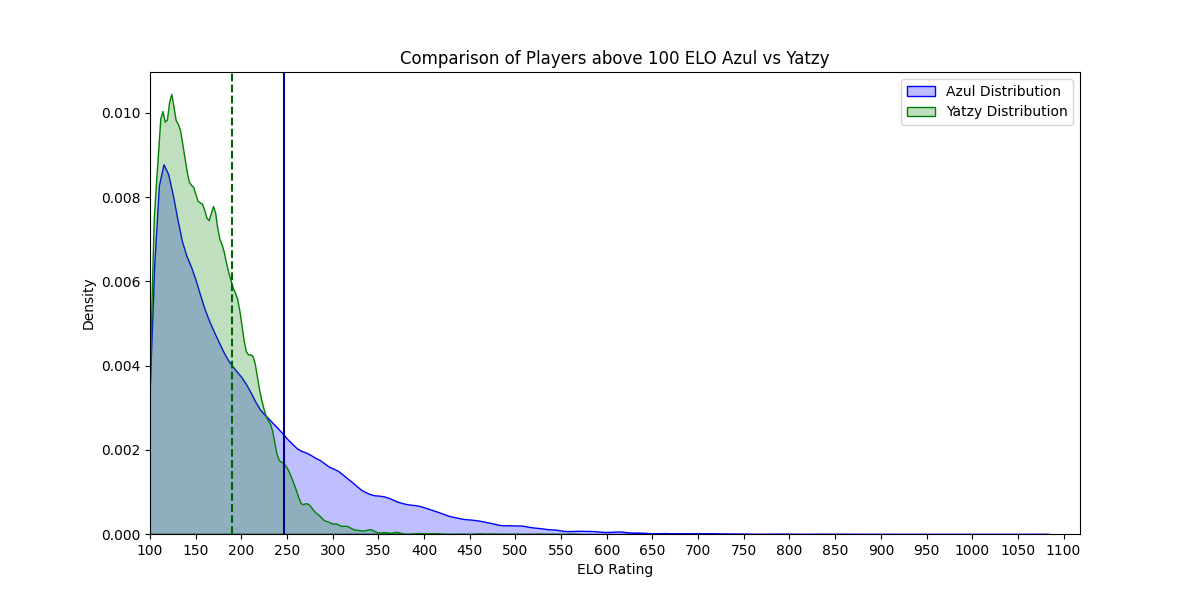 Comparison of Players above 100 ELO Azul vs Yatzy
Azul Distribution
Yatzy Distribution
Density
0.010
0.008
0.006
0.004
0.002
0.000
100 150 200 250 300 350 400 450 500 550 600 650 700 750 800 850 900 950 1000 1050 1100
ELO Rating